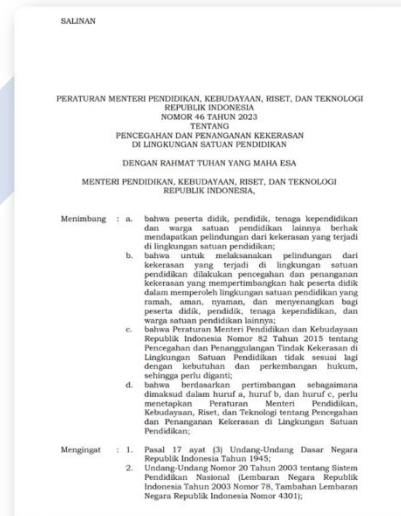 SALINAN
PERATURAN MENTERI PENDIDIKAN, KEBUDAYAAN, RISET, DAN TEKNOLOGI
REPUBLIK INDONESIA
NOMOR 46 TAHUN 2023
TENTANG
PENCEGAHAN DAN PENANGANAN KEKERASAN
DI LINGKUNGAN SATUAN PENDIDIKAN
DENGAN RAHMAT TUHAN YANG MAHA ESA
MENTERI PENDIDIKAN, KEBUDAYAAN, RISET, DAN TEKNOLOGI
REPUBLIK INDONESIA,
Menimbang : a. bahwa peserta didik, pendidik, tenaga kependidikan
dan warga satuan pendidikan lainnya berhak
mendapatkan pelindungan dari kekerasan yang terjadi
di lingkungan satuan pendidikan;
b. bahwa untuk melaksanakan pelindungan dari
kekerasan yang terjadi di lingkungan satuan
pendidikan dilakukan pencegahan dan penanganan
kekerasan yang mempertimbangkan hak peserta didik
dalam memperoleh lingkungan satuan pendidikan yang
ramah, aman, nyaman, dan menyenangkan bagi
peserta didik, pendidik, tenaga kependidikan, dan
warga satuan pendidikan lainnya;
c. bahwa Peraturan Menteri Pendidikan dan Kebudayaan
Republik Indonesia Nomor 82 Tahun 2015 tentang
Pencegahan dan Penanggulangan Tindak Kekerasan di
Lingkungan Satuan Pendidikan tidak sesuai lagi
dengan kebutuhan dan perkembangan hukum,
sehingga perlu diganti;
d. bahwa berdasarkan pertimbangan sebagaimana
dimaksud dalam huruf a, huruf b, dan huruf c, perlu
menetapkan Peraturan Menteri Pendidikan,
Kebudayaan, Riset, dan Teknologi tentang Pencegahan
dan Penanganan Kekerasan di Lingkungan Satuan
Pendidikan;
Mengingat : 1. Pasal 17 ayat (3) Undang-Undang Dasar Negara
Republik Indonesia Tahun 1945;
2. Undang-Undang Nomor 20 Tahun 2003 tentang Sistem
Pendidikan Nasional (Lembaran Negara Republik
Indonesia Tahun 2003 Nomor 78, Tambahan Lembaran
Negara Republik Indonesia Nomor 4301);